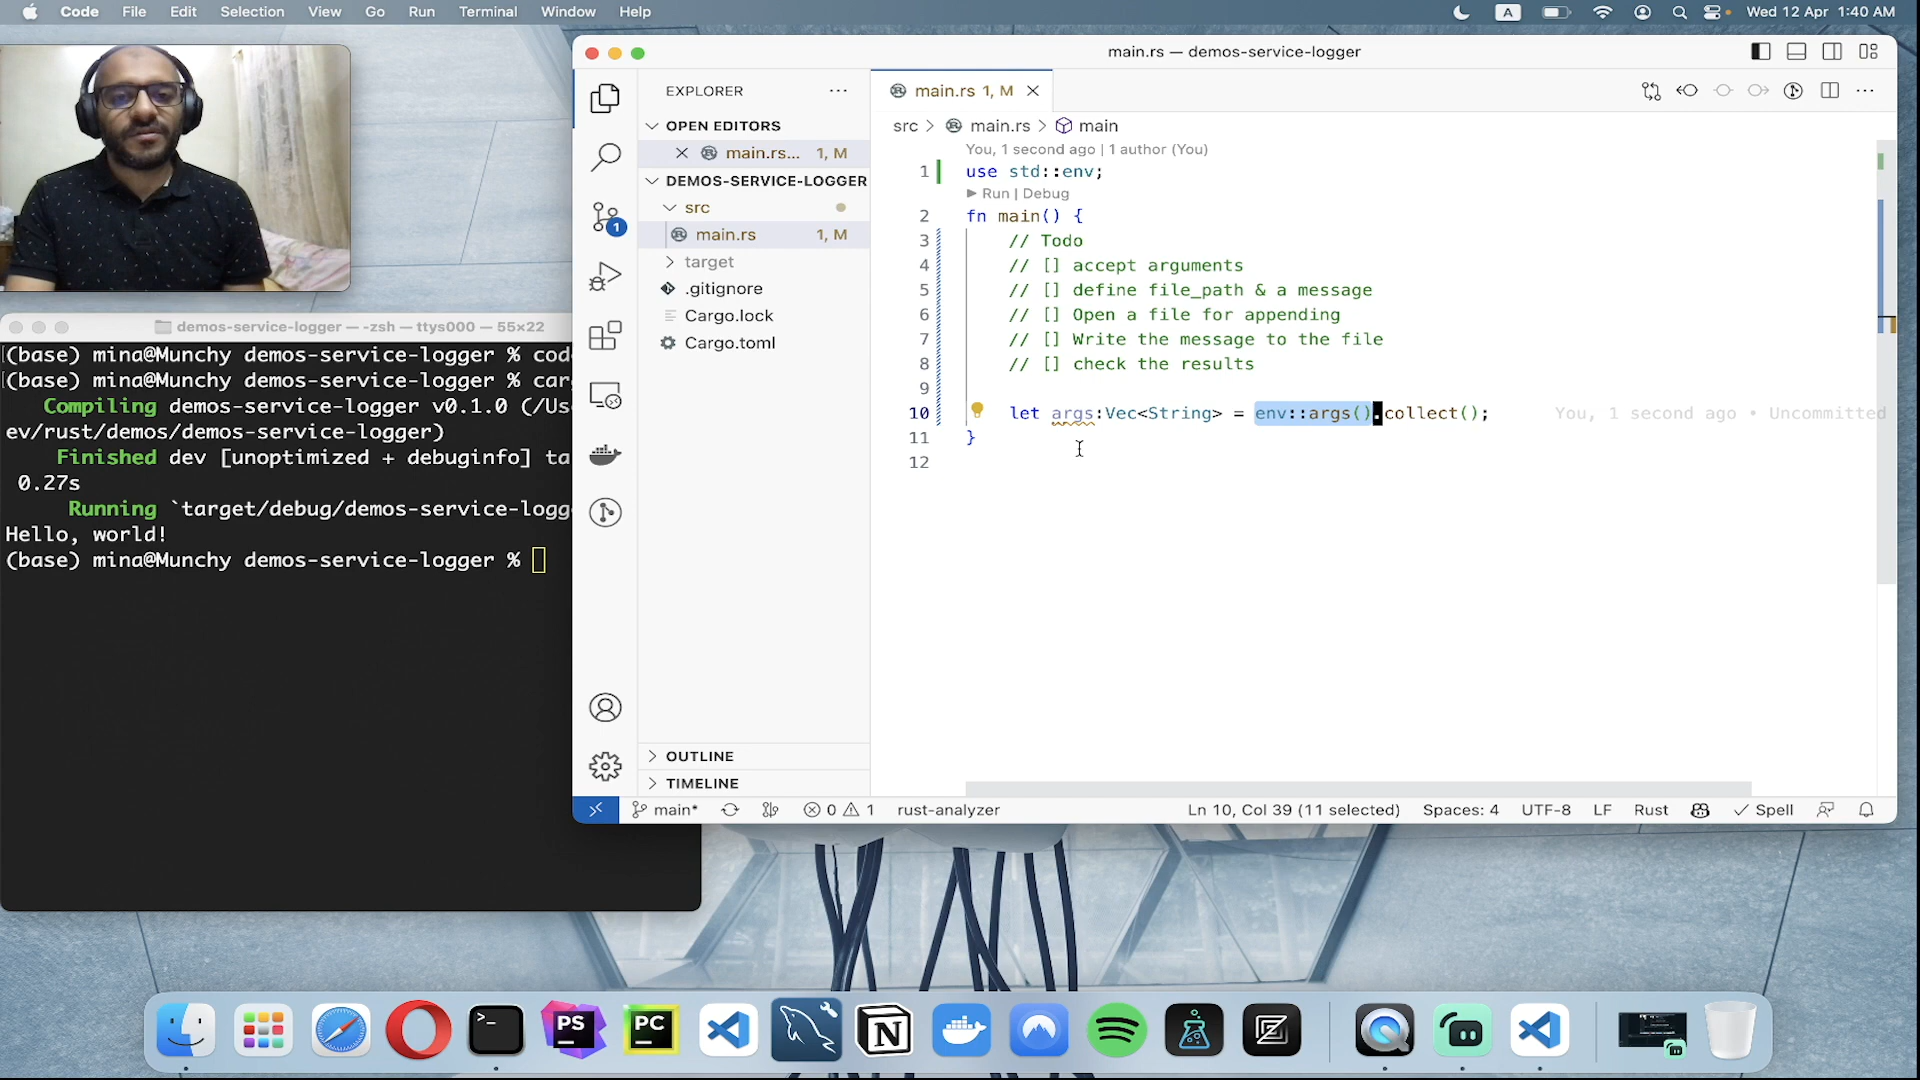 Code File Edit Selection View Go Run Terminal Window Help
A
Wed 12 Apr 1:40 AM
demos-service-logger — -zsh — ttys000 — 55×22
(base) mina@Munchy demos-service-logger %
(base) mina@Munchy demos-service-logger %
Compiling demos-service-logger v0.1.0
ev/rust/demos/demos-service-logger)
Finished dev [unoptimized + debuginfo]
0.27s
Running `target/debug/
Hello, world!
(base) mina@Munchy demos-service-logger %
main.rs — demos-service-logger
1
EXPLORER
OPEN EDITORS
main.rs... 1, M
DEMOS-SERVICE-LOGGER
src
main.rs 1, M
target
.gitignore
Cargo.lock
Cargo.toml
OUTLINE
TIMELINE
main.rs 1, M
src main.rs main
You, 1 second ago | 1 author (You)
1 use std::env;
Run | Debug
2 fn main() {
3 // Todo
4 // [] accept arguments
5 // [] define file_path & a message
6 // [] Open a file for appending
7 // [] Write the message to the file
8 // [] check the results
9
10 let args:Vec<String> = env::args().collect(); You, 1 second ago • Uncommitted
11 }
12
main* 0 1 rust-analyzer Ln 10, Col 39 (11 selected) Spaces: 4 UTF-8 LF Rust Spell
PS
PC
N